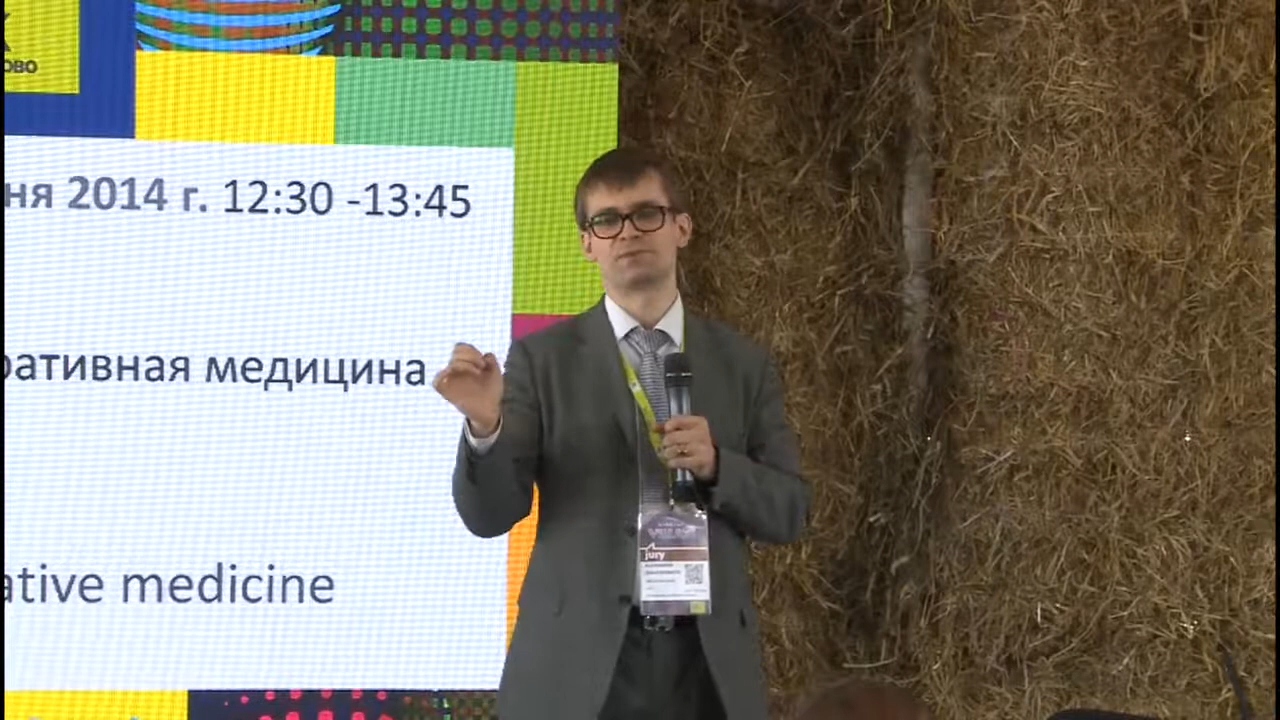 ОВО
ня 2014 г. 12:30 -13:45
ративная медицина
ative medicine
jury